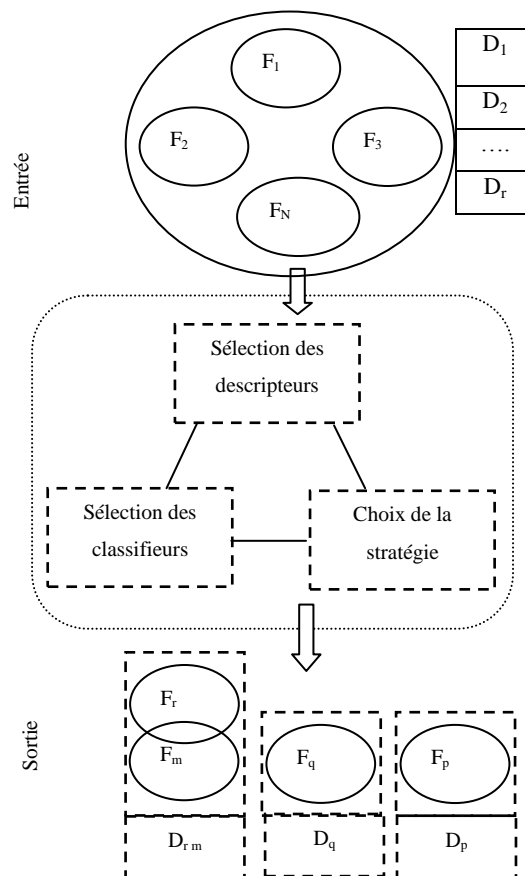 F1
D1
F2
F3
D2
....
FN
Dr
Entrée
Sélection des
descripteurs
Sélection des
classifieurs
Choix de la
stratégie
Fr
Fm
Fq
Fp
Sortie
Dr m
Dq
Dp